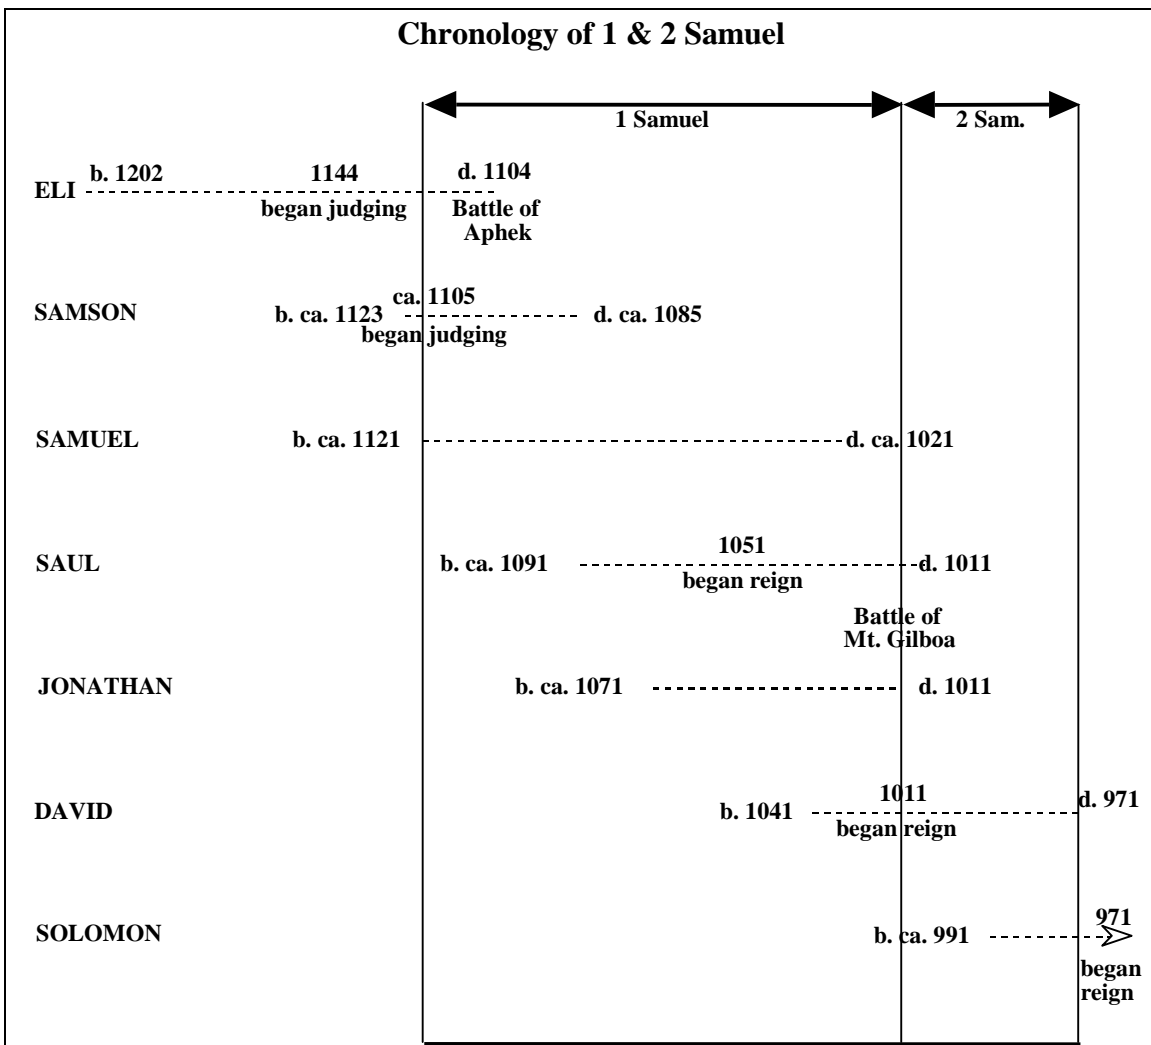 Chronology of 1 & 2 Samuel
1 Samuel
2 Sam.
ELI
b. 1202
1144
began judging
d. 1104
Battle of
Aphek
SAMSON
b. ca. 1123
ca. 1105
began judging
d. ca. 1085
SAMUEL
b. ca. 1121
d. ca. 1021
SAUL
b. ca. 1091
1051
began reign
d. 1011
Battle of
Mt. Gilboa
JONATHAN
b. ca. 1071
d. 1011
DAVID
b. 1041
1011
began reign
d. 971
SOLOMON
b. ca. 991
971
began
reign